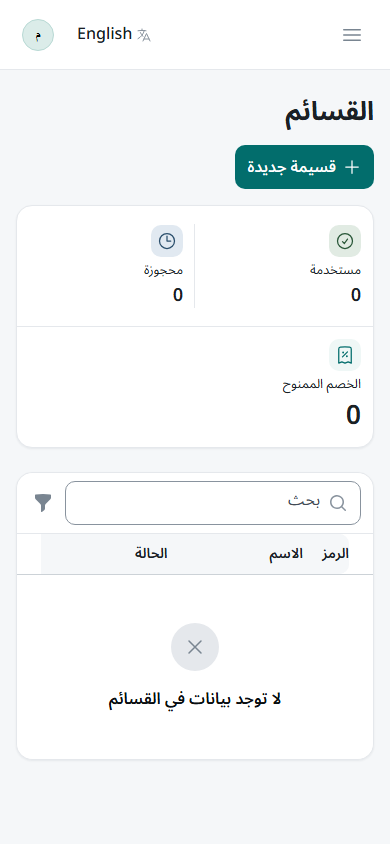 م
English
القسائم
قسيمة جديدة
مستخدمة
0
محجوزة
0
الخصم الممنوح
0
بحث
الرمز الاسم الحالة
لا توجد بيانات في القسائم